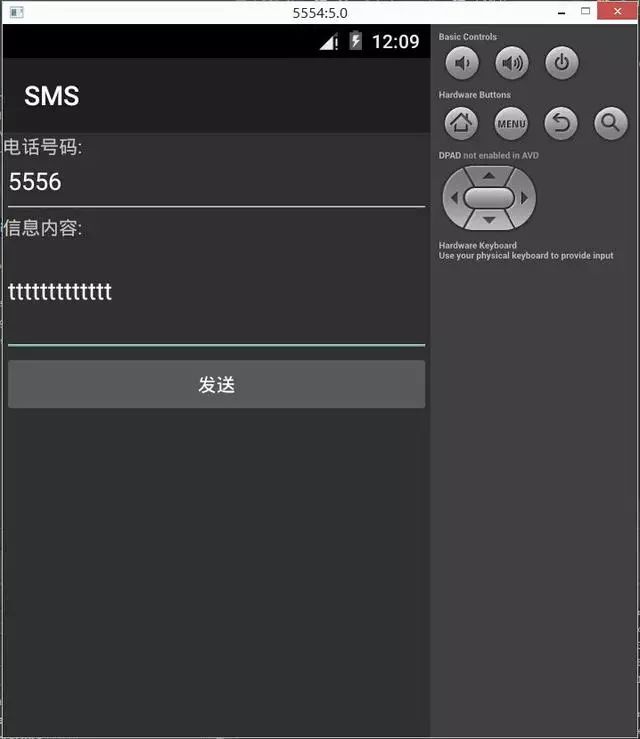 5554:5.0
12:09
SMS
电话号码:
5556
信息内容:
ttttttttttttt
发送
Basic Controls
Hardware Buttons
MENU
DPAD not enabled in AVD
Hardware Keyboard
Use your physical keyboard to provide input